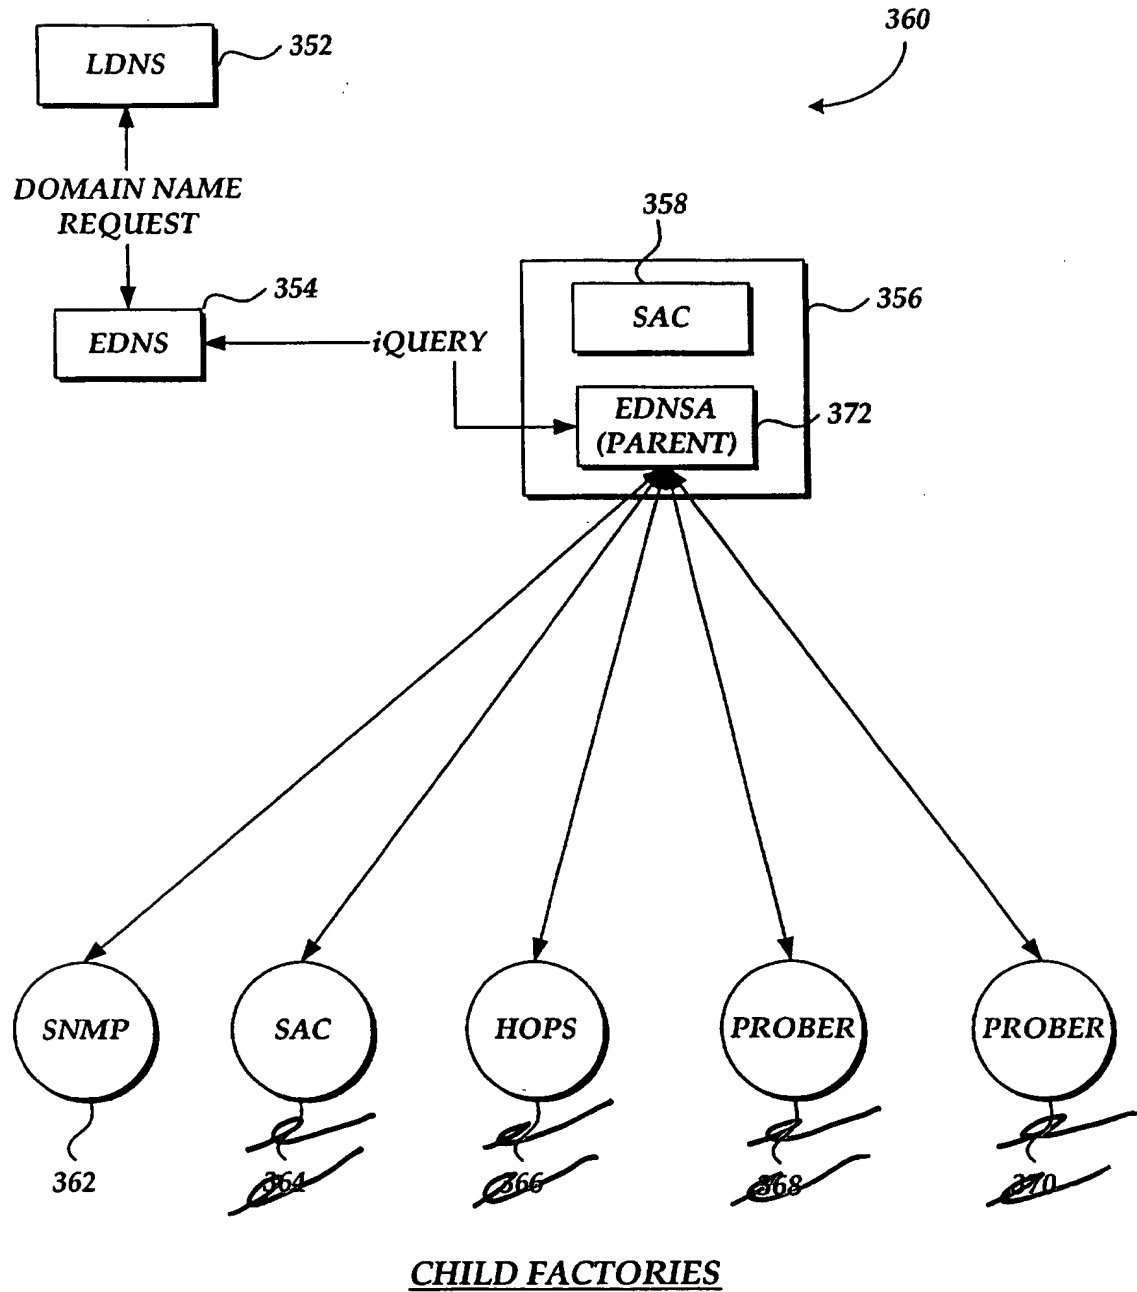 360
LDNS
352
DOMAIN NAME
REQUEST
358
354
SAC
356
EDNS
iQUERY
EDNSA
(PARENT)
372
SNMP
SAC
HOPS
PROBER
PROBER
362
364
366
368
370
CHILD FACTORIES